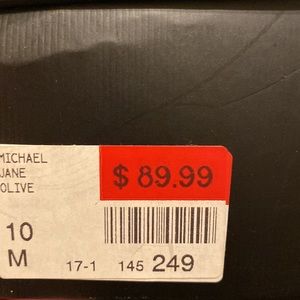 MICHAEL
JANE
OLIVE
$ 89.99
10
M
17-1 145 249